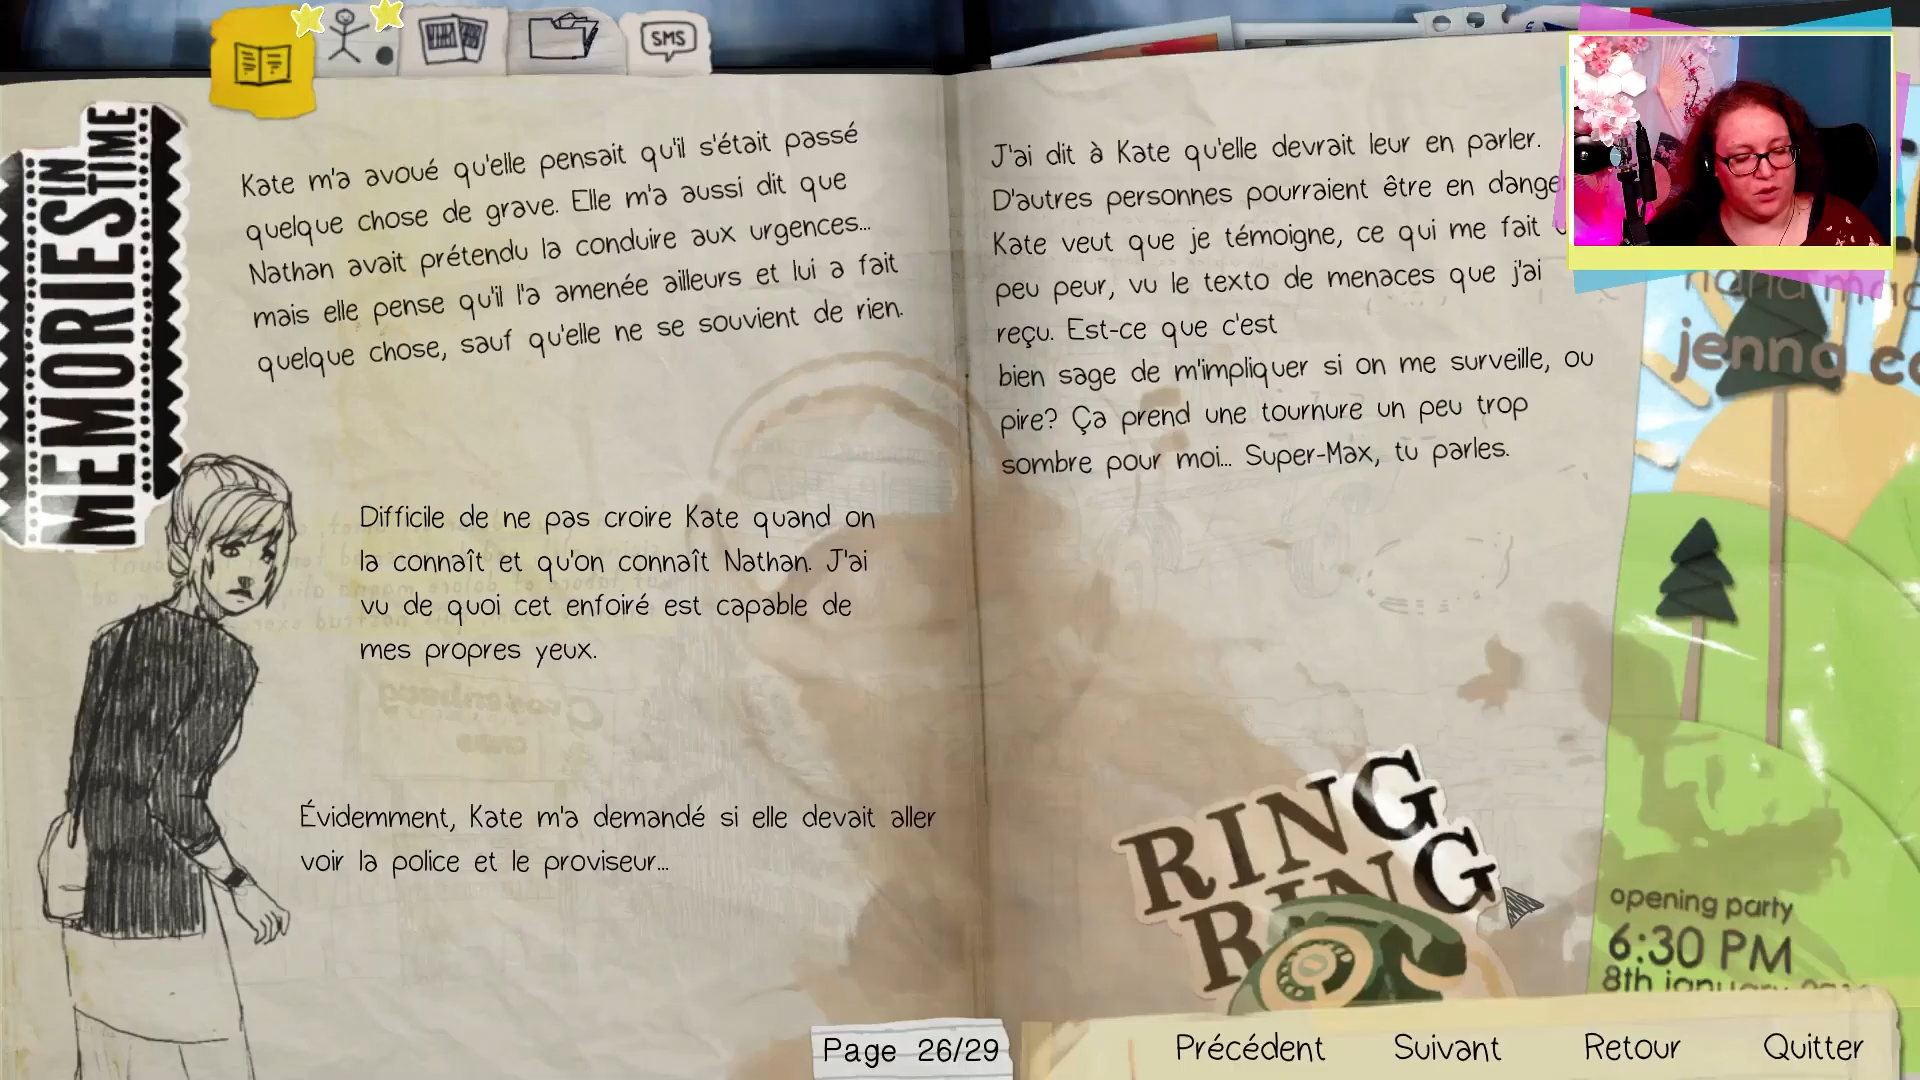 SMS
MEMORIES IN TIME
Kate m'a avoué qu'elle pensait qu'il s'était passé
quelque chose de grave. Elle m'a aussi dit que
Nathan avait prétendu la conduire aux urgences...
mais elle pense qu'il l'a amenée ailleurs et lui a fait
quelque chose, sauf qu'elle ne se souvient de rien.
Difficile de ne pas croire Kate quand on
la connaît et qu'on connaît Nathan. J'ai
vu de quoi cet enfoiré est capable de
mes propres yeux.
Évidemment, Kate m'a demandé si elle devait aller
voir la police et le proviseur...
J'ai dit à Kate qu'elle devrait leur en parler.
D'autres personnes pourraient être en dange
Kate veut que je témoigne, ce qui me fait u
peu peur, vu le texto de menaces que j'ai
reçu. Est-ce que c'est
bien sage de m'impliquer si on me surveille, ou
pire? Ça prend une tournure un peu trop
sombre pour moi... Super-Max, tu parles.
RING
RING
jenna
opening party
6:30 PM
8th january
Page 26/29
Précédent
Suivant
Retour
Quitter